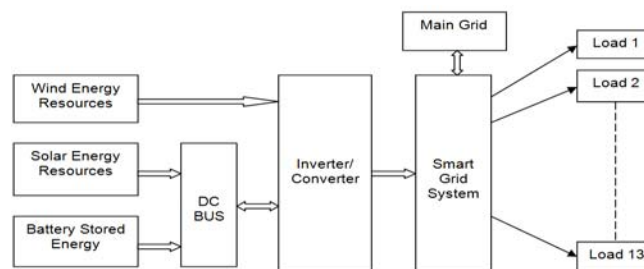 Main Grid
Load 1
Load 2
Wind Energy
Resources
Solar Energy
Resources
DC
BUS
Inverter/
Converter
Smart
Grid
System
Battery Stored
Energy
Load 13